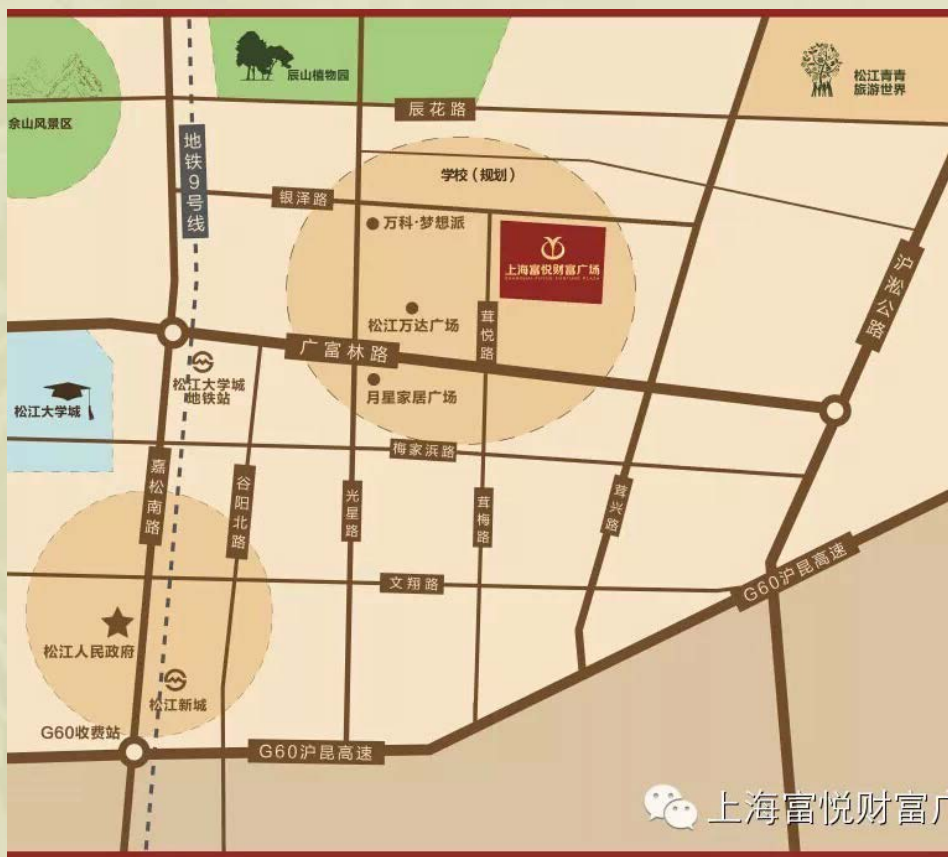 辰山植物园
松江青青
旅游世界
佘山风景区
辰花路
地铁9号线
学校（规划）
银泽路
万科·梦想派
上海富悦财富广场
沪淞公路
茸悦路
松江万达广场
广富林路
松江大学城
地铁站
月星家居广场
松江大学城
梅家浜路
嘉松南路
谷阳北路
光星路
茸梅路
茸兴路
文翔路
G60沪昆高速
松江人民政府
松江新城
G60收费站
G60沪昆高速
上海富悦财富广